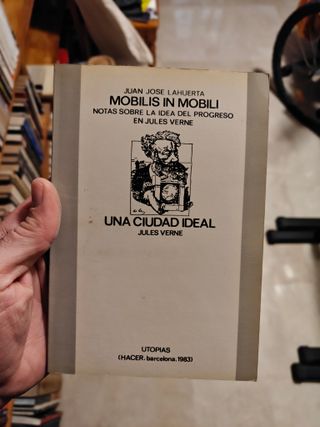 JUAN JOSE LAHUERTA
MOBILIS IN MOBILI
NOTAS SOBRE LA IDEA DEL PROGRESO
EN JULES VERNE
UNA CIUDAD IDEAL
JULES VERNE
UTOPIAS
(HACER. barcelona. 1983)